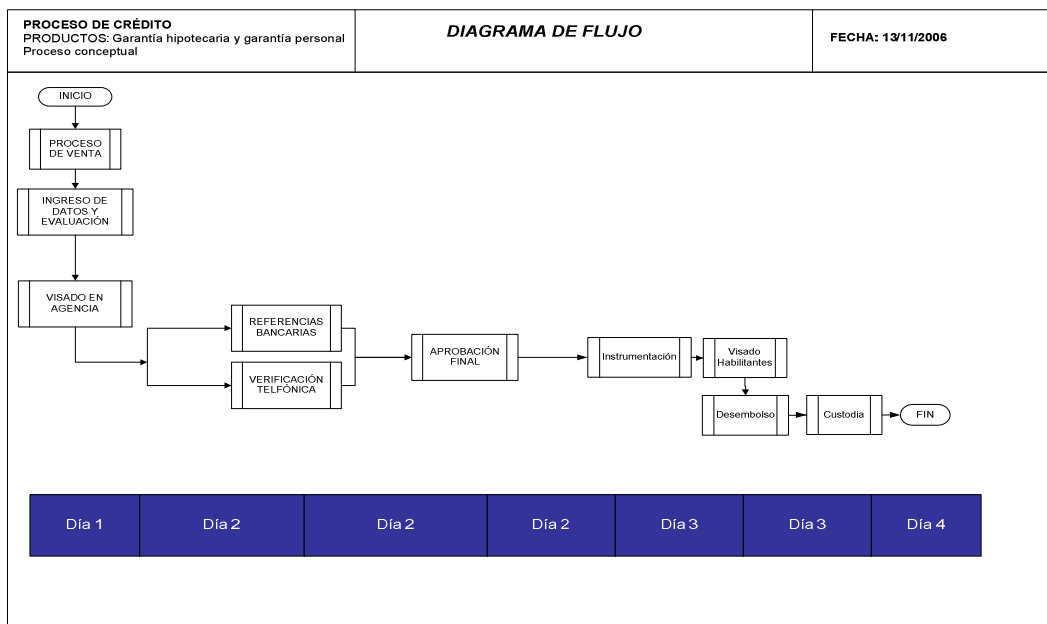 PROCESO DE CRÉDITO
PRODUCTOS: Garantía hipotecaria y garantía personal
Proceso conceptual
DIAGRAMA DE FLUJO
FECHA: 13/11/2006
INICIO
PROCESO
DE VENTA
INGRESO DE
DATOS Y
EVALUACIÓN
VISADO EN
AGENCIA
REFERENCIAS
BANCARIAS
VERIFICACIÓN
TELFÓNICA
APROBACIÓN
FINAL
Instrumentación
Visado
Habilitantes
Desembolso
Custodia
FIN
Día 1
Día 2
Día 2
Día 2
Día 3
Día 3
Día 4